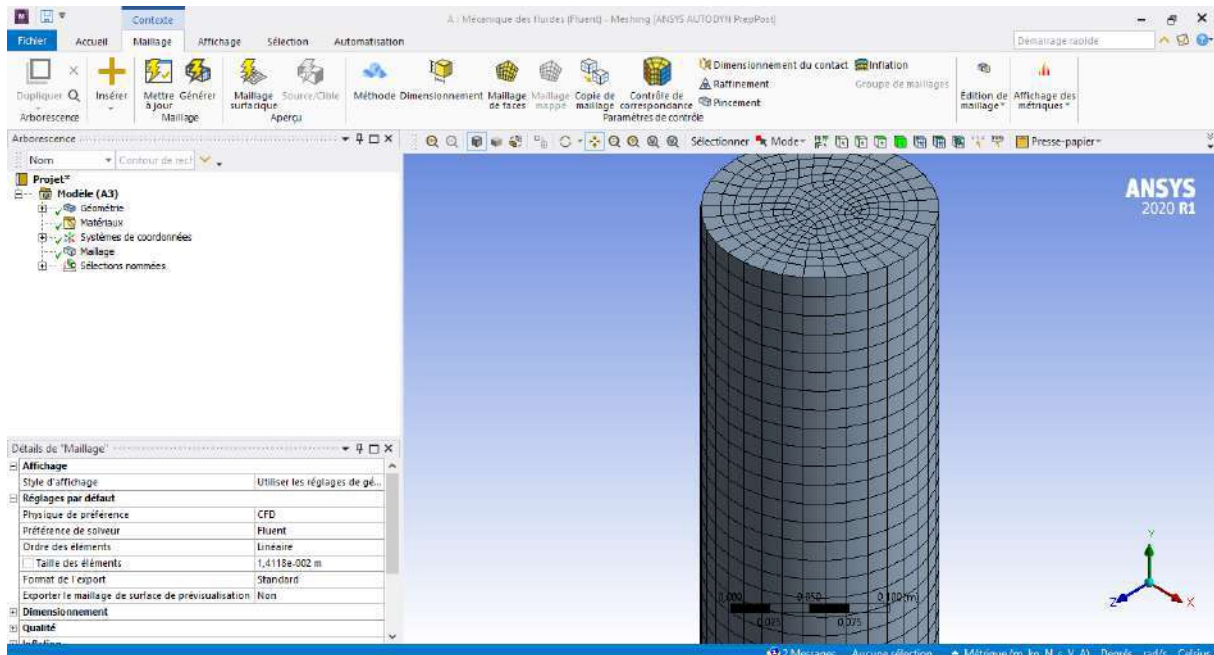 Contexte
A : Mécanique des fluides (Fluent) - Meshing [ANSYS AUTODYN PrepPost]
Fichier Accueil Maillage Affichage Sélection Automatisation Démarrage rapide
Dupliquer Insérer Mettre à jour Générer Maillage surfacique Source/Cible Méthode Dimensionnement Maillage de faces Maillage mappé Copie de maillage Contrôle de correspondance
Dimensionnement du contact Inflation
Raffinement Groupe de maillages
Pincement
Édition de maillage Affichage des métriques
Arborescence Maillage Aperçu Paramètres de contrôle
Arborescence Sélectionner Mode Presse-papier
Nom
Projet*
Modèle (A3)
Géométrie
Matériaux
Systèmes de coordonnées
Maillage
Sélections nommées
ANSYS
2020 R1
Détails de "Maillage"
Affichage
Style d'affichage Utiliser les réglages de gé...
Réglages par défaut
Physique de préférence CFD
Préférence de solveur Fluent
Ordre des éléments Linéaire
Taille des éléments 1,4118e-002 m
Format de l'export Standard
Exporter le maillage de surface de prévisualisation Non
Dimensionnement
Qualité
Inflation
0,000 0,050 0,100 (m)
0,025 0,075
Y
Z X
2 Messages Aucune sélection Métrique (m, kg, N, s, V, A) Degrés rad/s Celsius